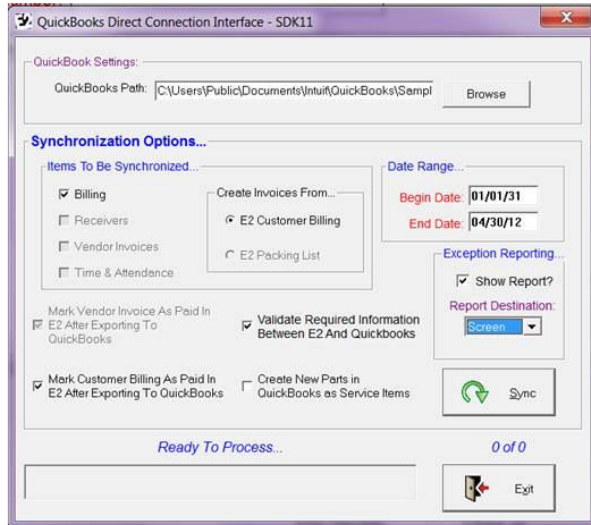 QuickBooks Direct Connection Interface - SDK11
QuickBook Settings:
QuickBooks Path: C:\Users\Public\Documents\Intuit\QuickBooks\Sampl
Browse
Synchronization Options...
Items To Be Synchronized...
Billing
Receivers
Vendor Invoices
Time & Attendance
Create Invoices From...
E2 Customer Billing
E2 Packing List
Date Range...
Begin Date: 01/01/31
End Date: 04/30/12
Exception Reporting...
Show Report?
Report Destination:
Screen
Mark Vendor Invoice As Paid In
E2 After Exporting To
QuickBooks
Validate Required Information
Between E2 And Quickbooks
Mark Customer Billing As Paid In
E2 After Exporting To QuickBooks
Create New Parts in
QuickBooks as Service Items
Sync
Ready To Process...
0 of 0
Exit